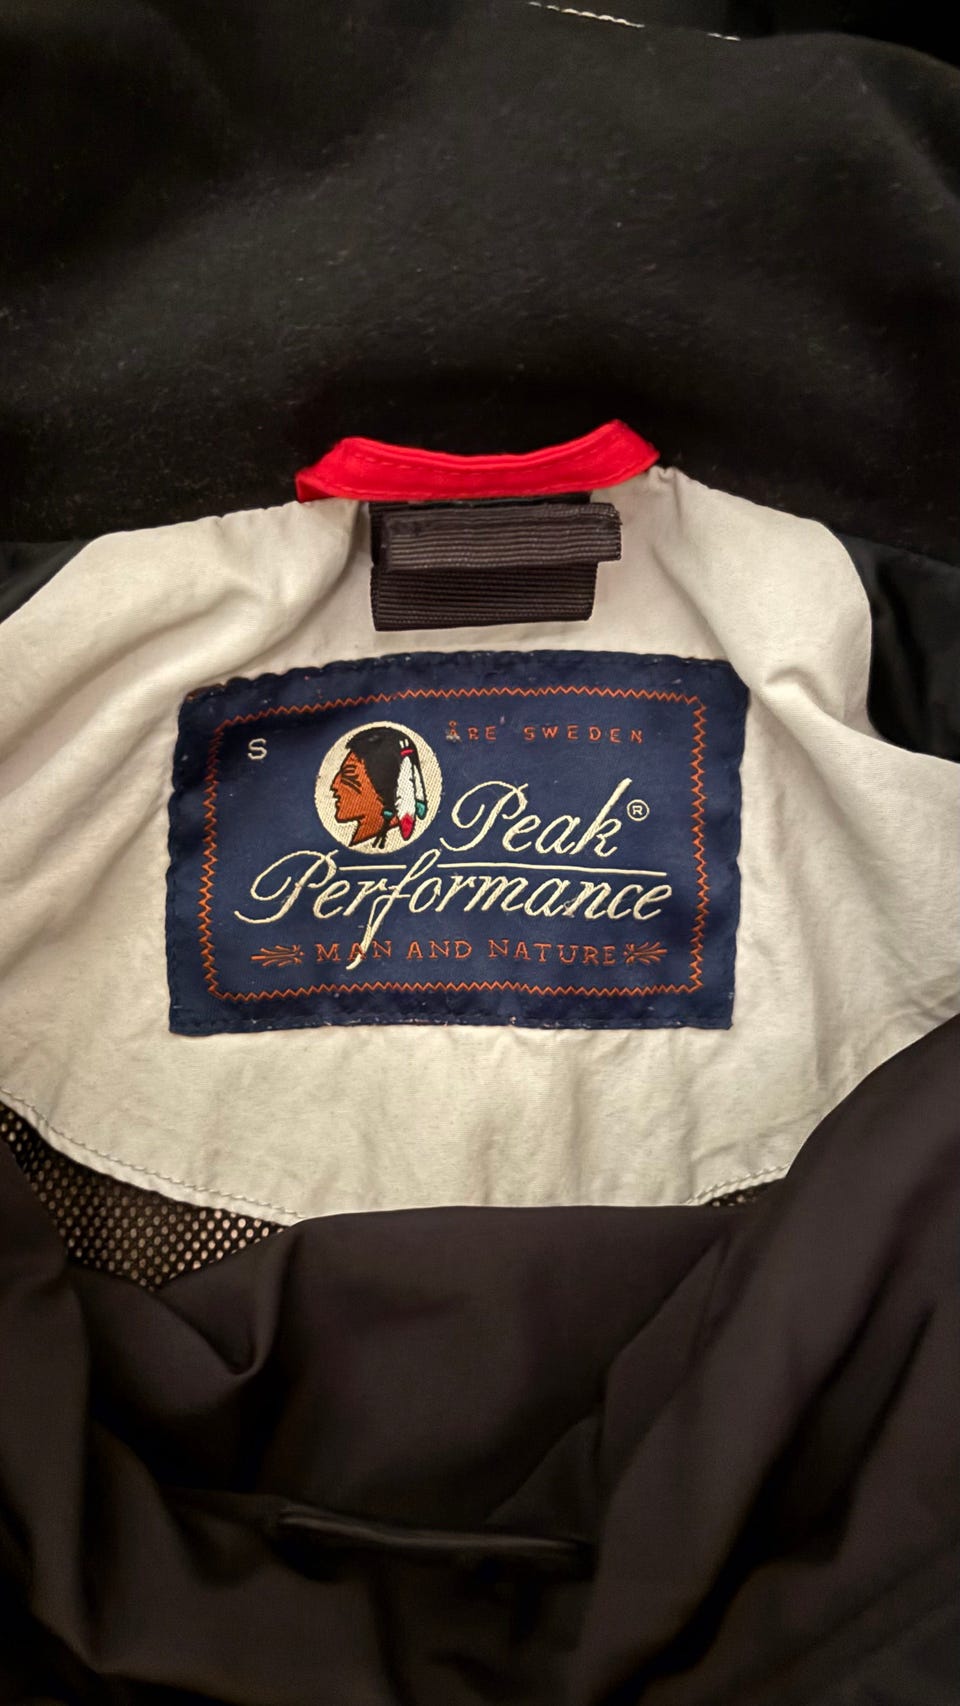 S
ÅRE SWEDEN
Peak®
Performance
MAN AND NATURE